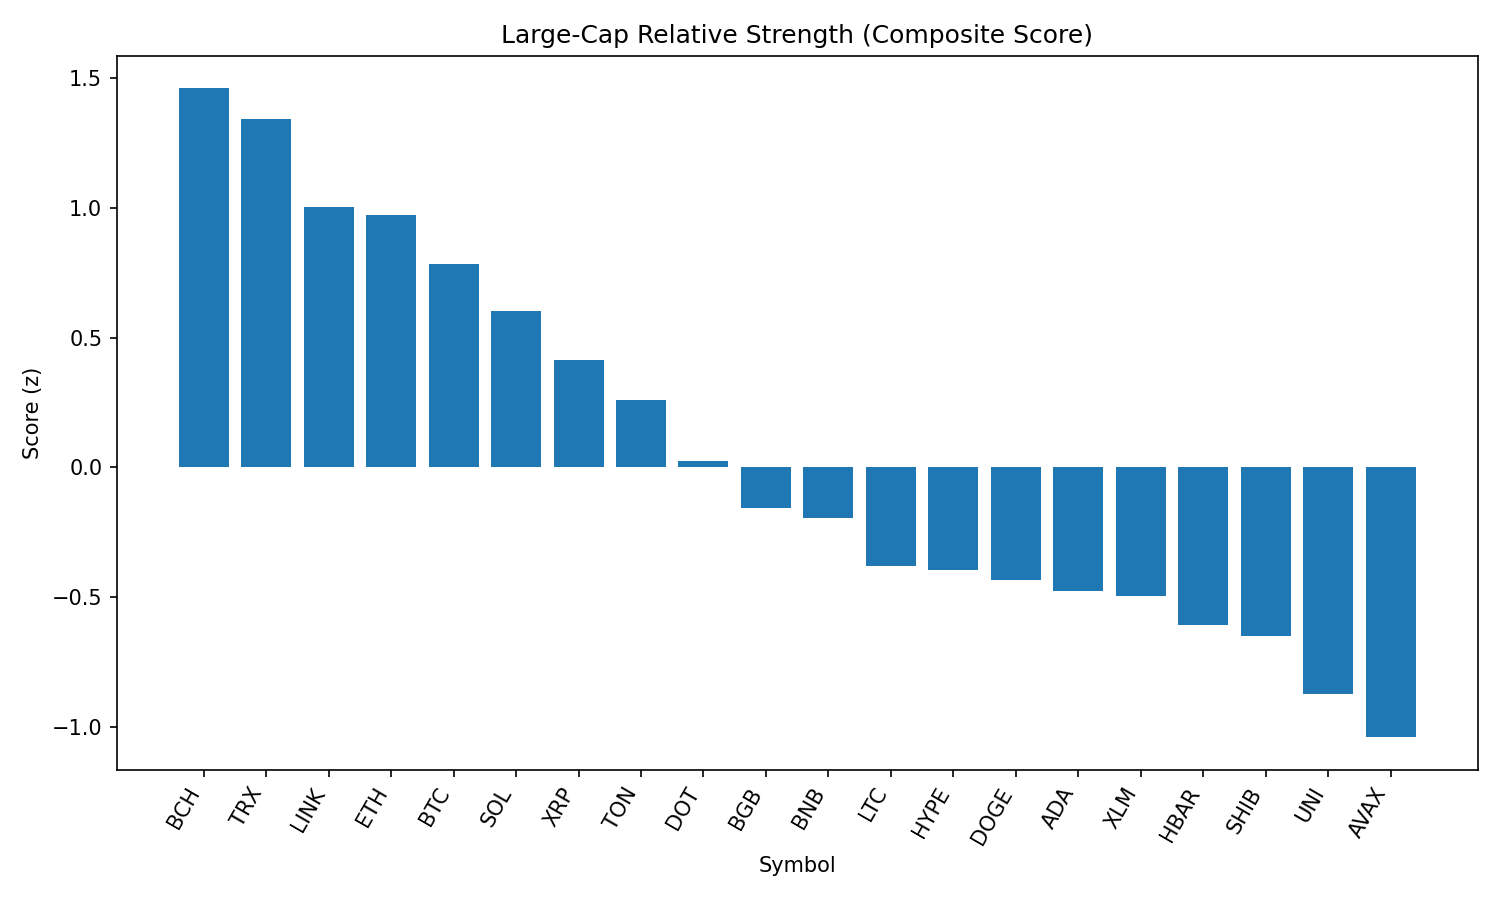 Large-Cap Relative Strength (Composite Score)
Score (z)
1.5
1.0
0.5
0.0
−0.5
−1.0
BCH
TRX
LINK
ETH
BTC
SOL
XRP
TON
DOT
BGB
BNB
LTC
HYPE
DOGE
ADA
XLM
HBAR
SHIB
UNI
AVAX
Symbol